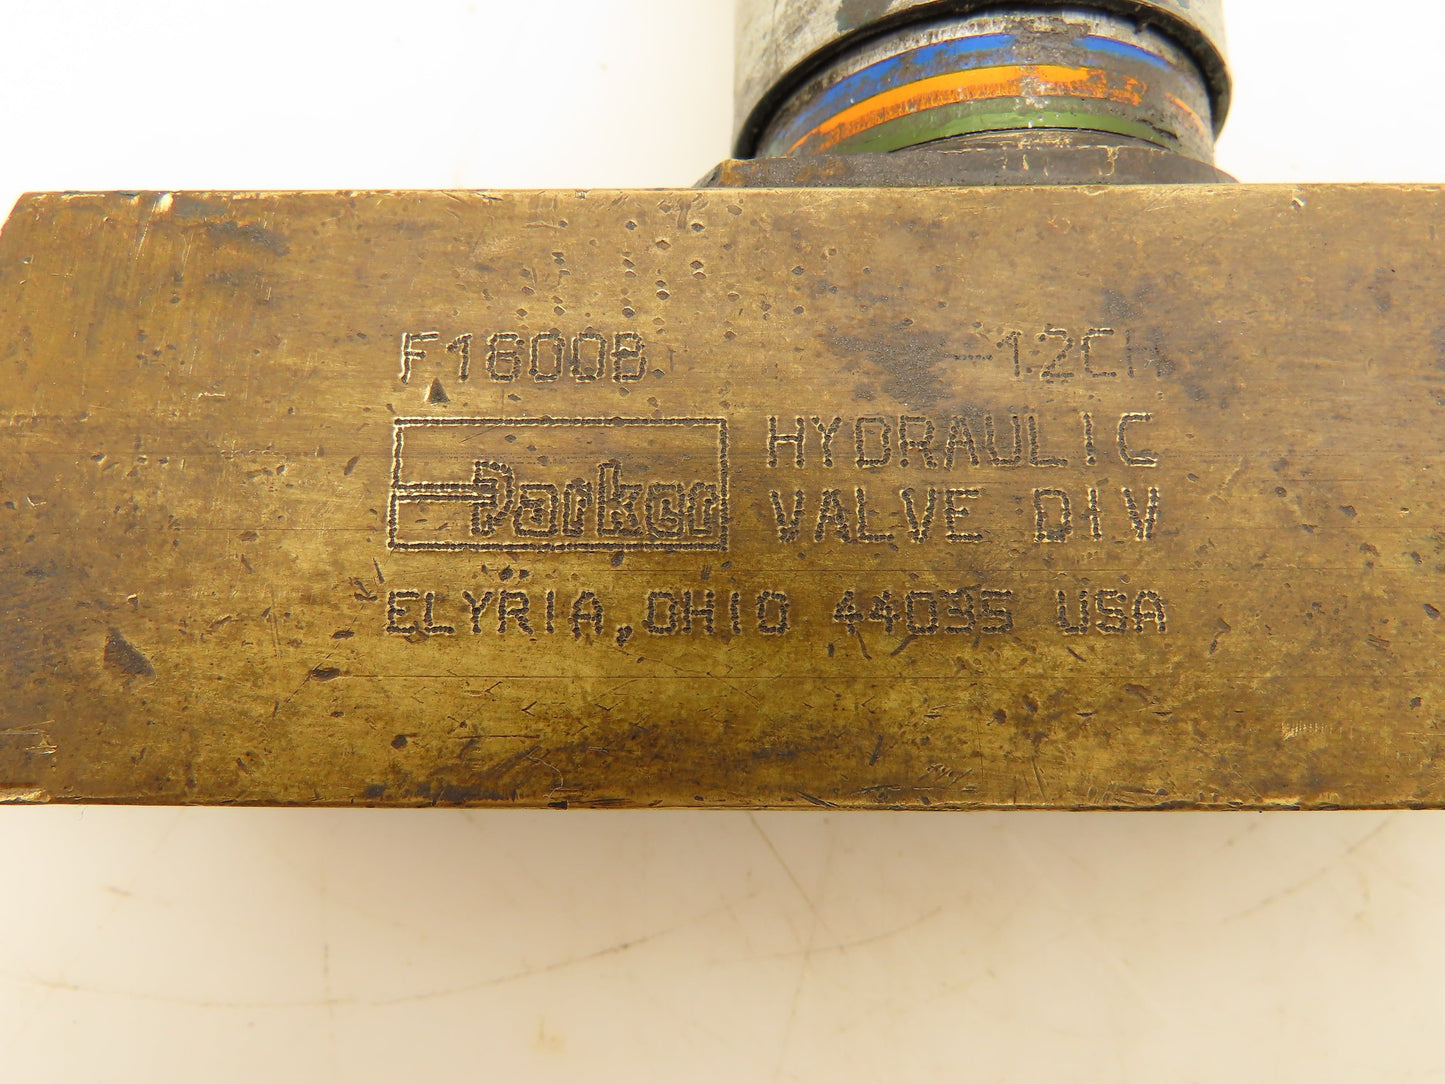 F1600B -12CH
Parker HYDRAULIC
VALVE DIV
ELYRIA, OHIO 44035 USA